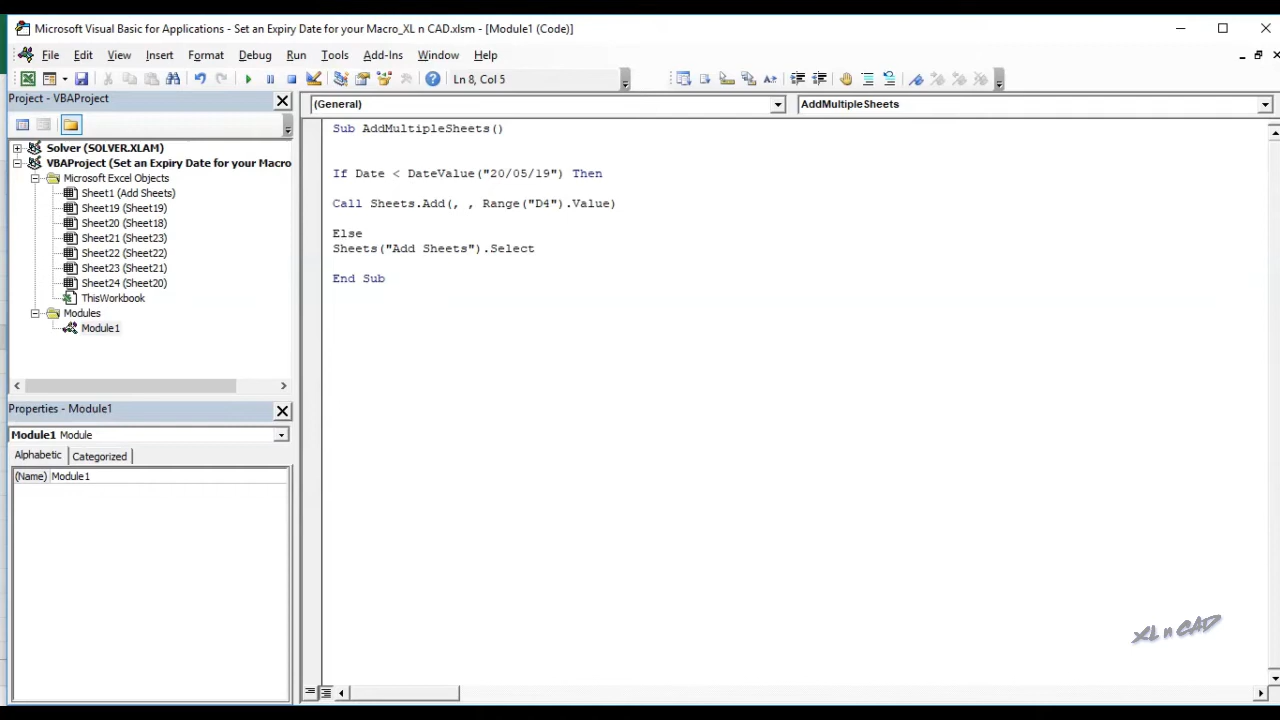 Microsoft Visual Basic for Applications - Set an Expiry Date for your Macro_XL n CAD.xlsm - [Module1 (Code)]
File Edit View Insert Format Debug Run Tools Add-Ins Window Help
Ln 8, Col 5
Project - VBAProject
(General)
AddMultipleSheets
Solver (SOLVER.XLAM)
VBAProject (Set an Expiry Date for your Macro
Microsoft Excel Objects
Sheet1 (Add Sheets)
Sheet19 (Sheet19)
Sheet20 (Sheet18)
Sheet21 (Sheet23)
Sheet22 (Sheet22)
Sheet23 (Sheet21)
Sheet24 (Sheet20)
ThisWorkbook
Modules
Module1
Properties - Module1
Module1 Module
Alphabetic Categorized
(Name) Module1
Sub AddMultipleSheets()
If Date < DateValue("20/05/19") Then
Call Sheets.Add(, , Range("D4").Value)
Else
Sheets("Add Sheets").Select
End Sub
XL n CAD